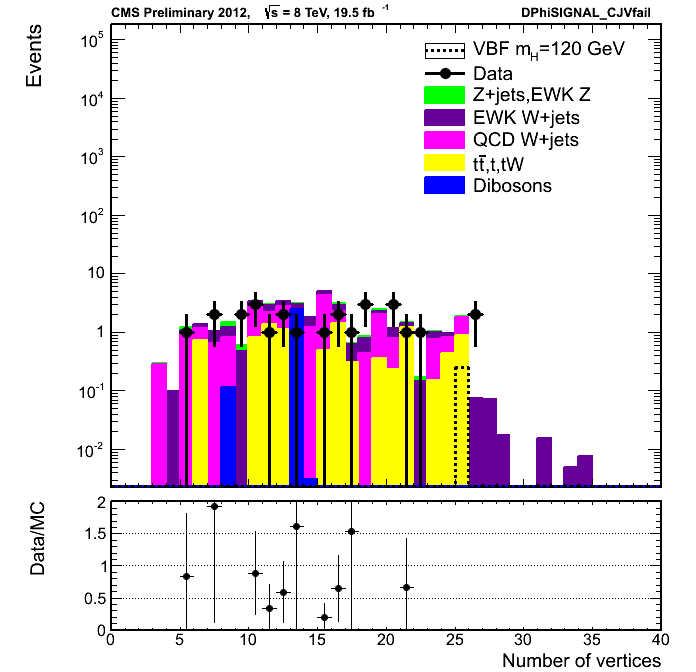 CMS Preliminary 2012, √s = 8 TeV, 19.5 fb⁻¹ DPhiSIGNAL_CJVfail
Events
10⁵
10⁴
10³
10²
10
1
10⁻¹
10⁻²
VBF m_H=120 GeV
Data
Z+jets,EWK Z
EWK W+jets
QCD W+jets
tt̄,t,tW
Dibosons
Data/MC
2
1.5
1
0.5
0
0 5 10 15 20 25 30 35 40
Number of vertices